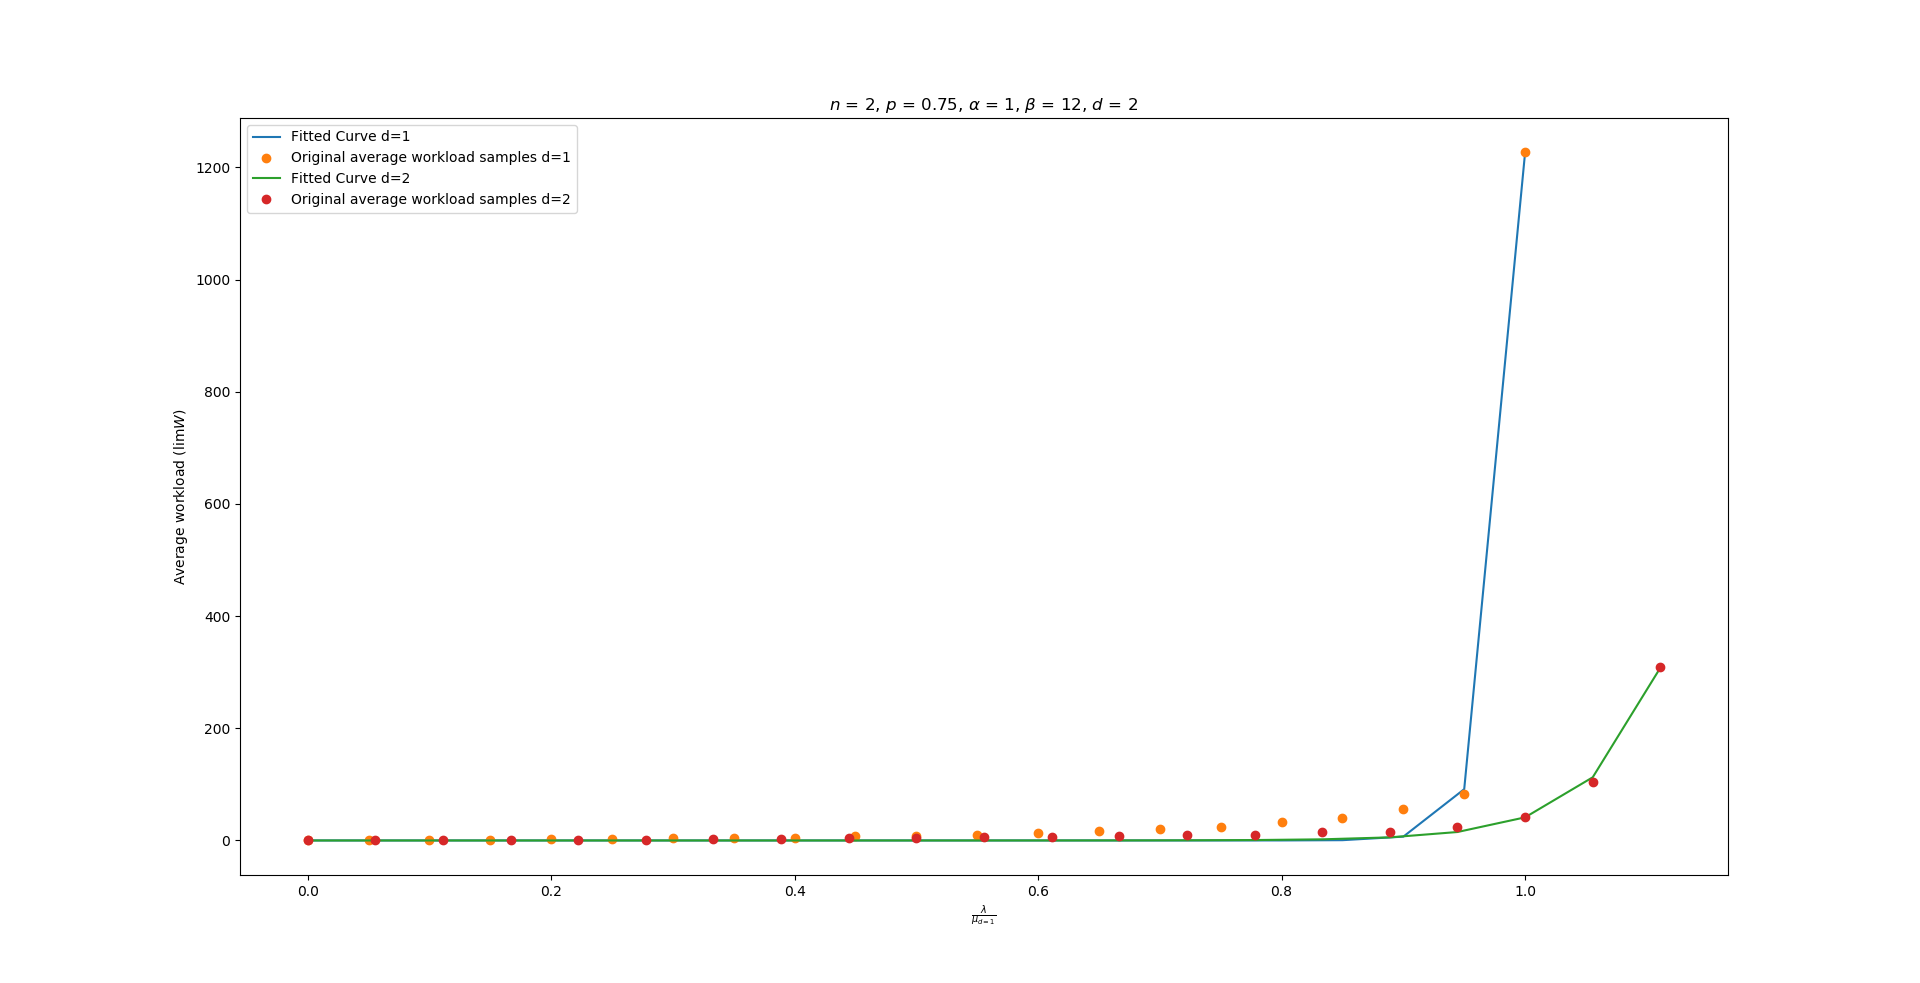 n = 2, p = 0.75, α = 1, β = 12, d = 2
Fitted Curve d=1
Original average workload samples d=1
Fitted Curve d=2
Original average workload samples d=2
1200
1000
800
600
400
200
0
Average workload (limW)
0.0 0.2 0.4 0.6 0.8 1.0
λ
μd=1